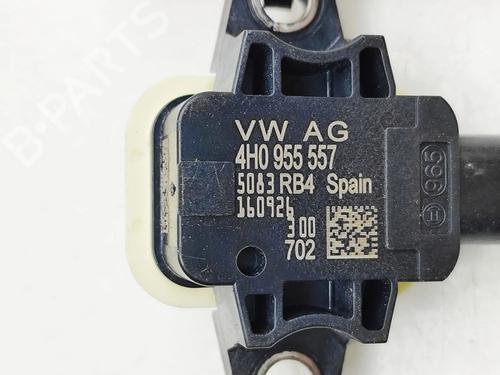 VW AG
4H0 955 557
5083 RB4 Spain
160926
300
702
965
B-PARTS